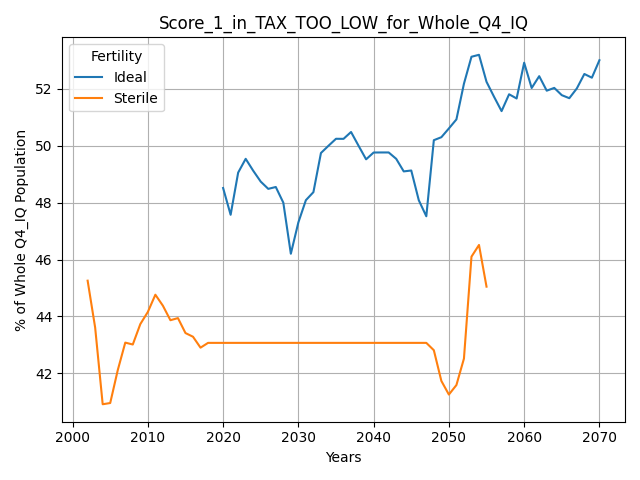 Score_1_in_TAX_TOO_LOW_for_Whole_Q4_IQ
Fertility
Ideal
Sterile
% of Whole Q4_IQ Population
52
50
48
46
44
42
2000 2010 2020 2030 2040 2050 2060 2070
Years